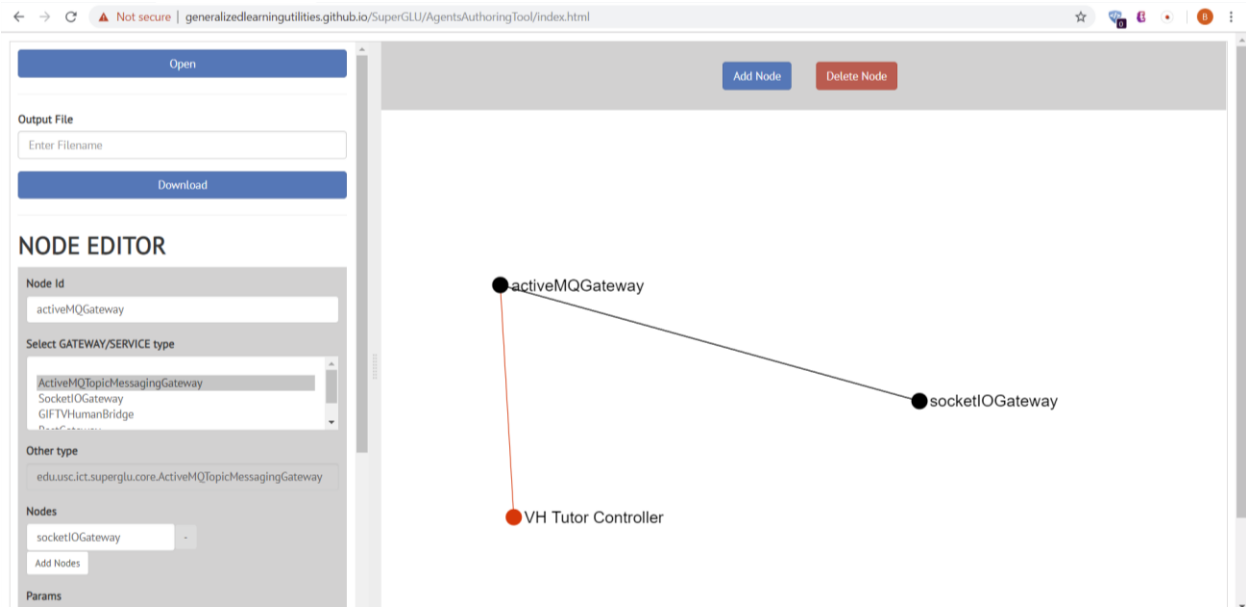 Not secure | generalizedlearningutilities.github.io/SuperGLU/AgentsAuthoringTool/index.html
0
B
Open
Output File
Enter Filename
Download
NODE EDITOR
Node Id
activeMQGateway
Select GATEWAY/SERVICE type
ActiveMQTopicMessagingGateway
SocketIOGateway
GIFTVHumanBridge
Other type
edu.usc.ict.superglu.core.ActiveMQTopicMessagingGateway
Nodes
socketIOGateway
-
Add Nodes
Params
Add Node
Delete Node
activeMQGateway
socketIOGateway
VH Tutor Controller